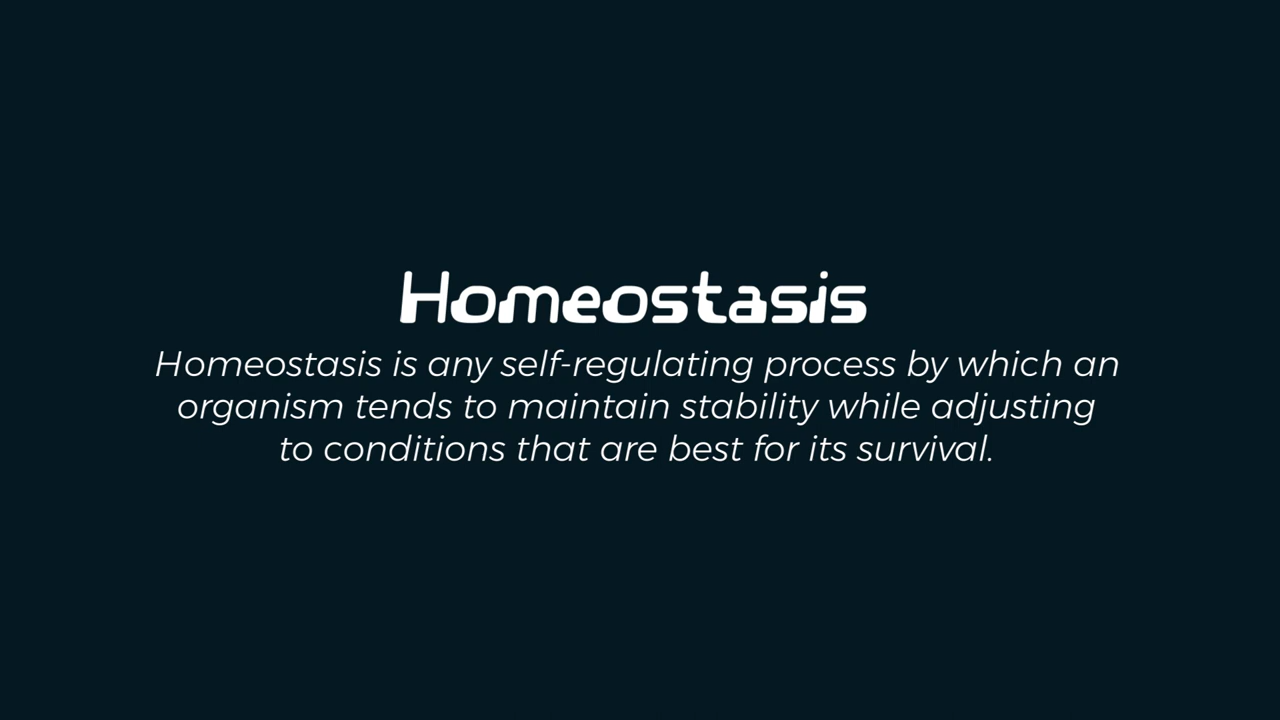 Homeostasis
Homeostasis is any self-regulating process by which an
organism tends to maintain stability while adjusting
to conditions that are best for its survival.